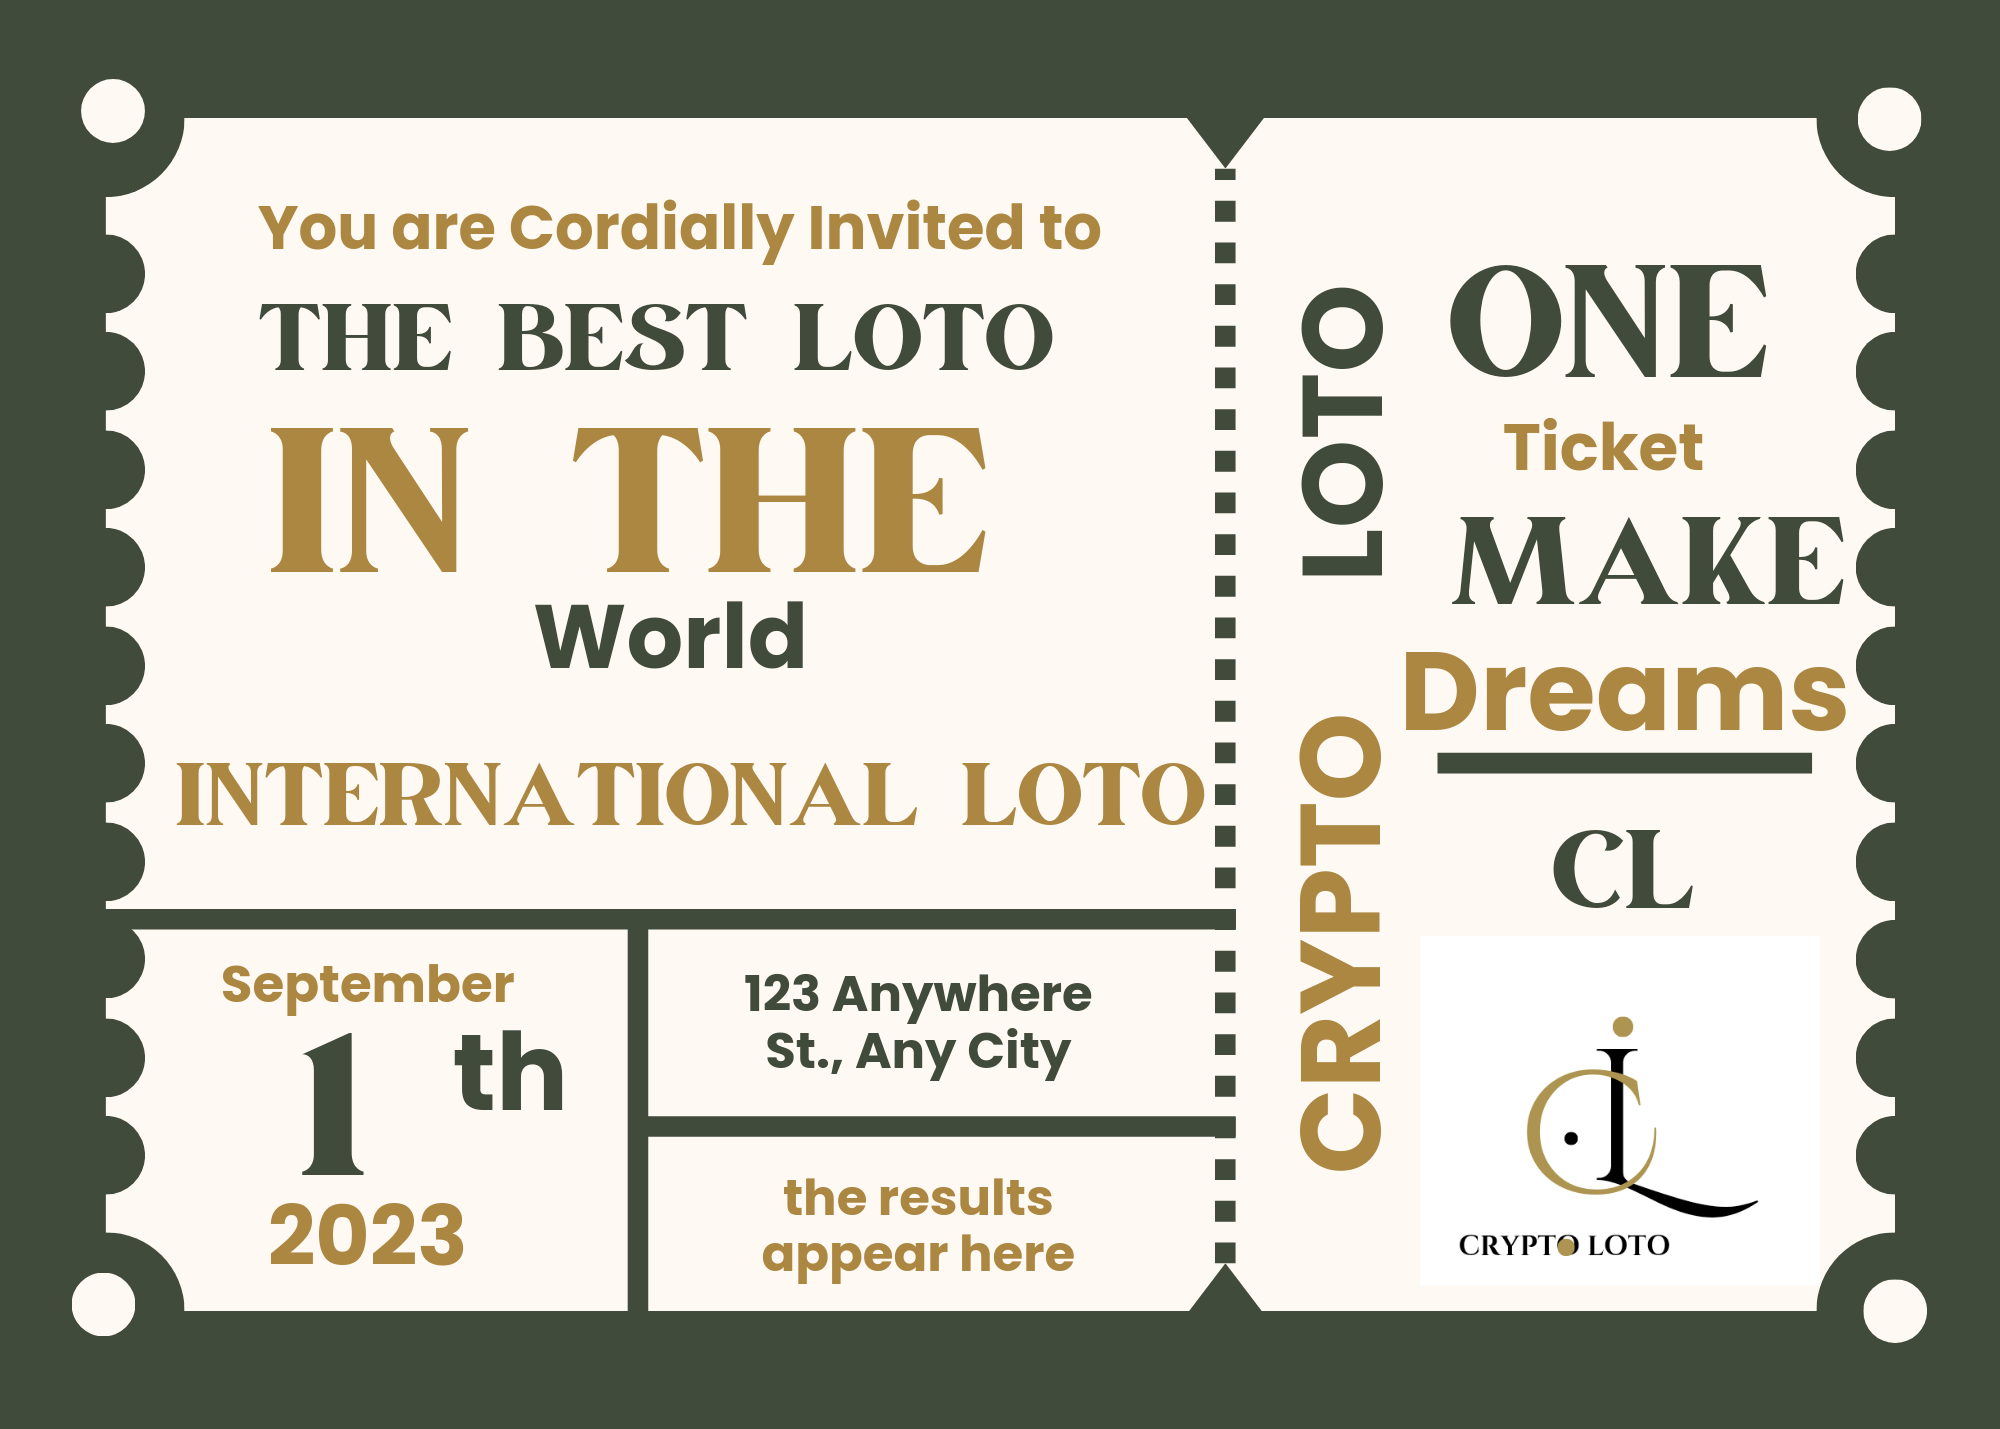 You are Cordially Invited to
THE BEST LOTO
IN THE
World
INTERNATIONAL LOTO
September
1 th
2023
123 Anywhere
St., Any City
the results
appear here
CRYPTO LOTO
ONE
Ticket
MAKE
Dreams
CL
CL
CRYPTO LOTO